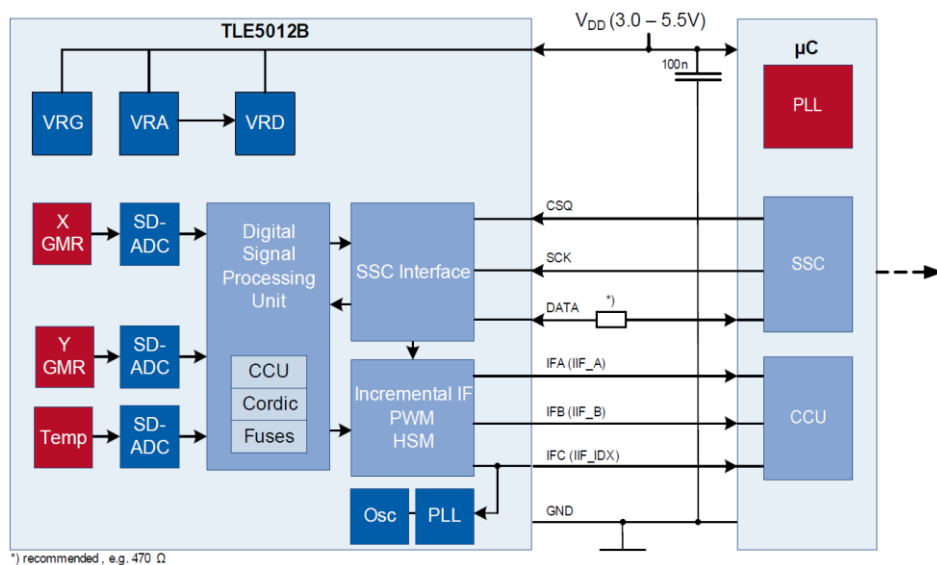 TLE5012B
V_DD (3.0 – 5.5V)
µC
100n
PLL
VRG
VRA
VRD
X
GMR
SD-
ADC
Digital
Signal
Processing
Unit
SSC Interface
CSQ
SCK
DATA
*)
SSC
Y
GMR
SD-
ADC
CCU
Cordic
Fuses
Incremental IF
PWM
HSM
IFA (IIF_A)
IFB (IIF_B)
IFC (IIF_IDX)
CCU
Temp
SD-
ADC
Osc
PLL
GND
*) recommended , e.g. 470 Ω